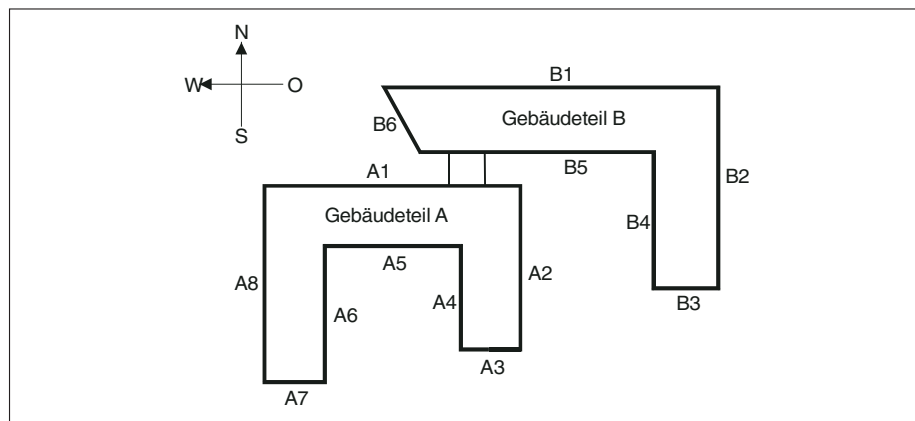 N
W O
S
B1
Gebäudeteil B
B6
B5
B2
A1
B4
Gebäudeteil A
A5
A2
A8
A4
B3
A6
A3
A7